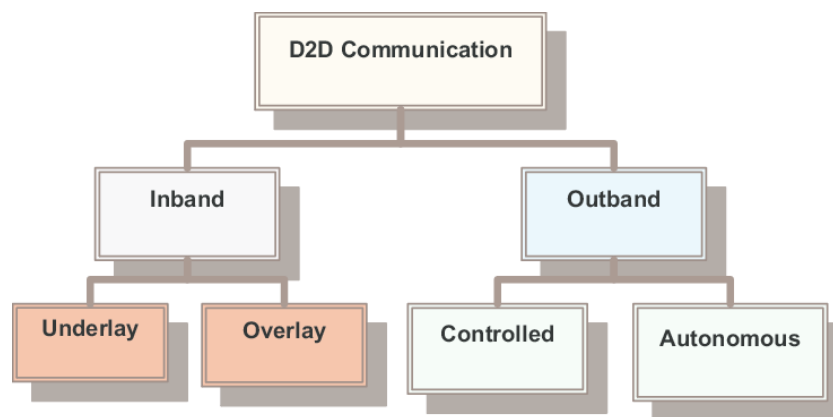 D2D Communication
Inband
Outband
Underlay
Overlay
Controlled
Autonomous